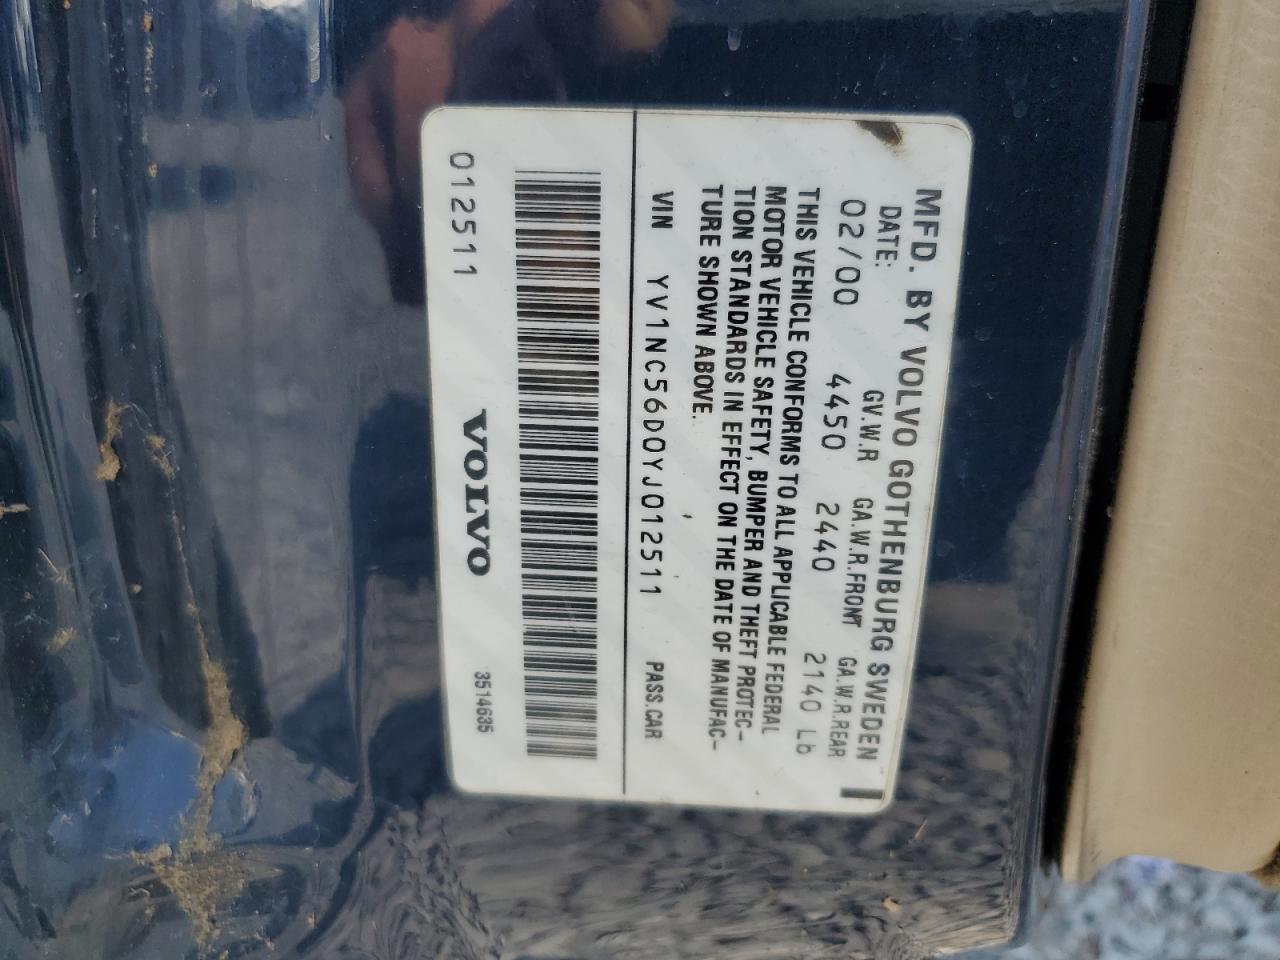 MFD. BY VOLVO GOTHENBURG SWEDEN
DATE: GV.W.R GA.W.R.FRONT GA.W.R.REAR
02/00 4450 2440 2140 Lb
THIS VEHICLE CONFORMS TO ALL APPLICABLE FEDERAL
MOTOR VEHICLE SAFETY, BUMPER AND THEFT PROTEC-
TION STANDARDS IN EFFECT ON THE DATE OF MANUFAC-
TURE SHOWN ABOVE.
VIN YV1NC56D0YJ012511 PASS.CAR
012511 VOLVO 3514635